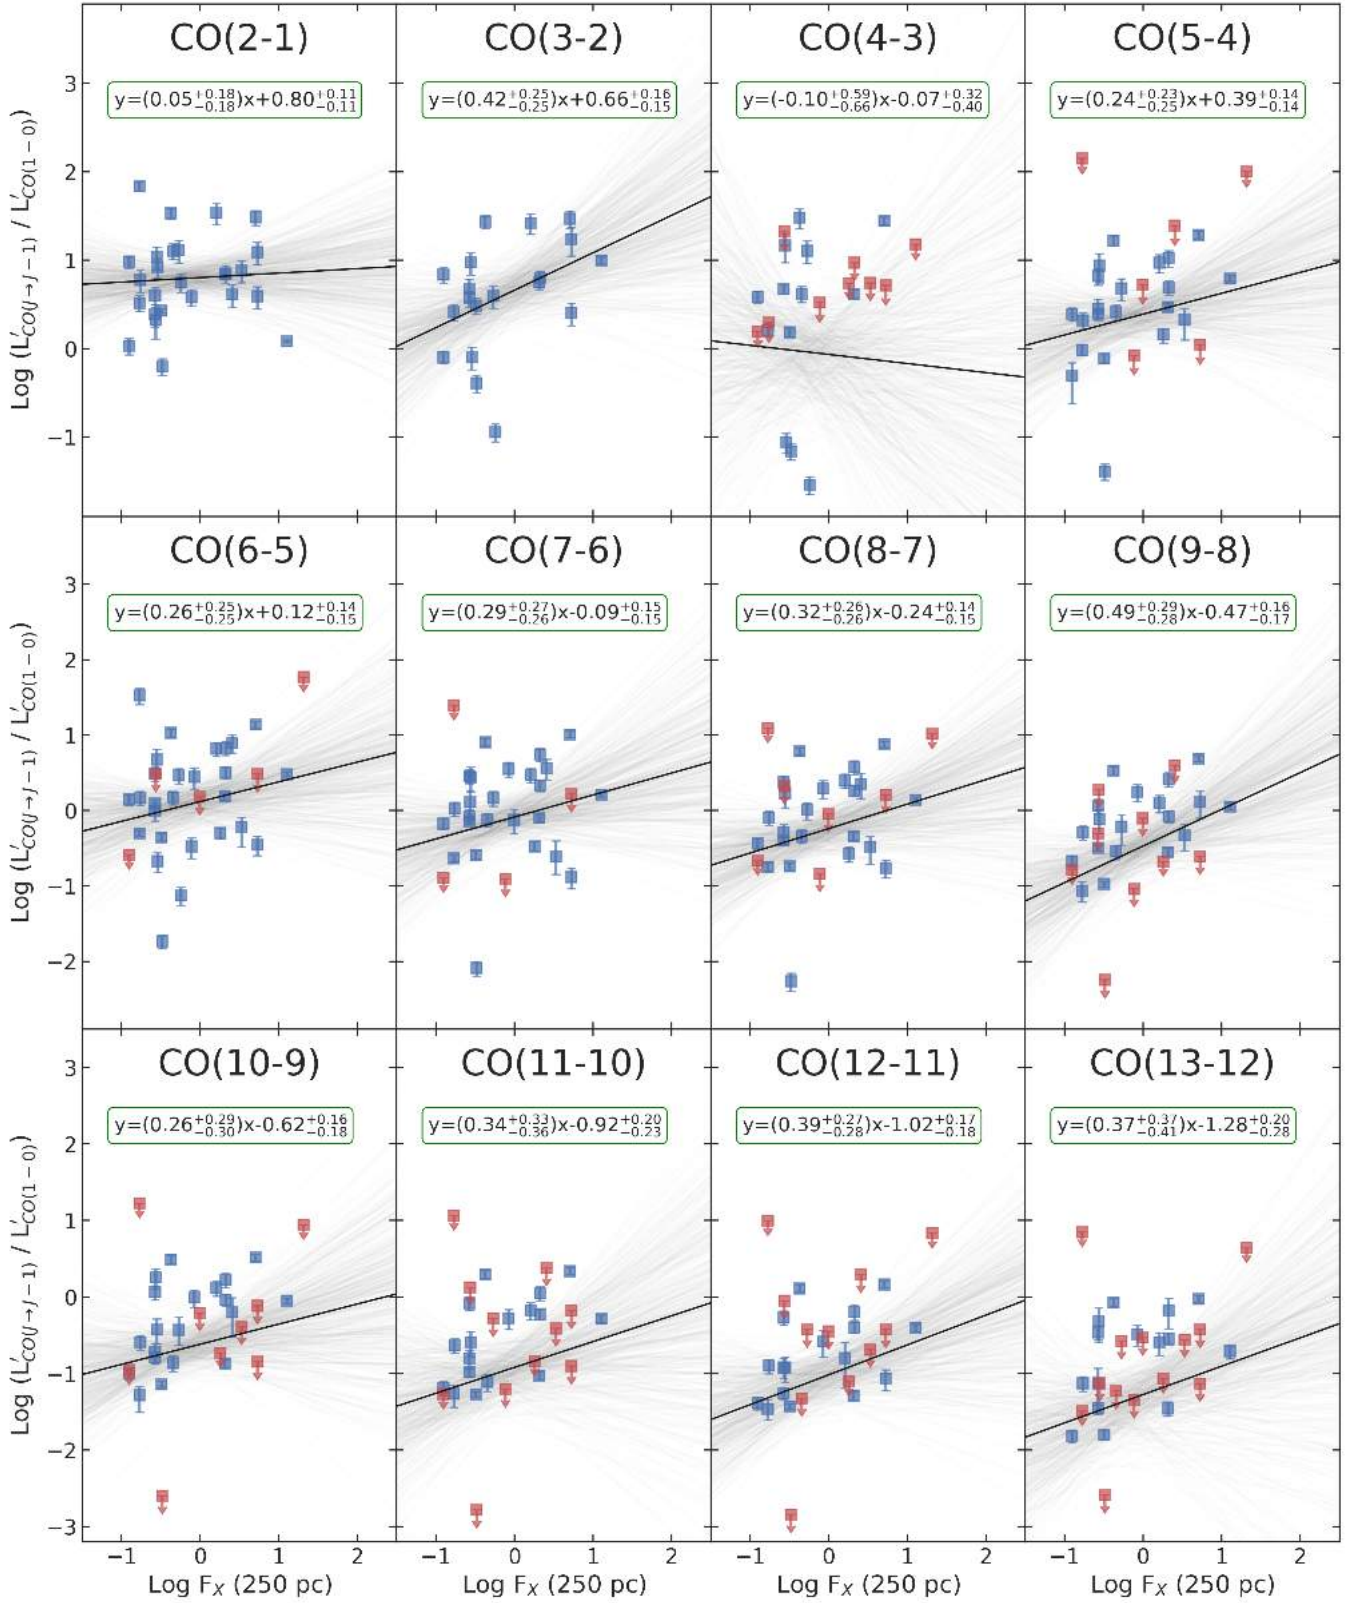 CO(2-1) CO(3-2) CO(4-3) CO(5-4)
y=(0.05^{+0.18}_{-0.18})x+0.80^{+0.11}_{-0.11} y=(0.42^{+0.25}_{-0.25})x+0.66^{+0.16}_{-0.15} y=(-0.10^{+0.59}_{-0.66})x-0.07^{+0.32}_{-0.40} y=(0.24^{+0.23}_{-0.25})x+0.39^{+0.14}_{-0.14}
3
2
1
0
−1
Log (L′_{CO(J→J−1)} / L′_{CO(1−0)})
CO(6-5) CO(7-6) CO(8-7) CO(9-8)
y=(0.26^{+0.25}_{-0.25})x+0.12^{+0.14}_{-0.15} y=(0.29^{+0.27}_{-0.26})x-0.09^{+0.15}_{-0.15} y=(0.32^{+0.26}_{-0.26})x-0.24^{+0.14}_{-0.15} y=(0.49^{+0.29}_{-0.28})x-0.47^{+0.16}_{-0.17}
3
2
1
0
−1
−2
Log (L′_{CO(J→J−1)} / L′_{CO(1−0)})
CO(10-9) CO(11-10) CO(12-11) CO(13-12)
y=(0.26^{+0.29}_{-0.30})x-0.62^{+0.16}_{-0.18} y=(0.34^{+0.33}_{-0.36})x-0.92^{+0.20}_{-0.23} y=(0.39^{+0.27}_{-0.28})x-1.02^{+0.17}_{-0.18} y=(0.37^{+0.37}_{-0.41})x-1.28^{+0.20}_{-0.28}
3
2
1
0
−1
−2
−3
Log (L′_{CO(J→J−1)} / L′_{CO(1−0)})
−1 0 1 2 −1 0 1 2 −1 0 1 2 −1 0 1 2
Log F_X (250 pc) Log F_X (250 pc) Log F_X (250 pc) Log F_X (250 pc)